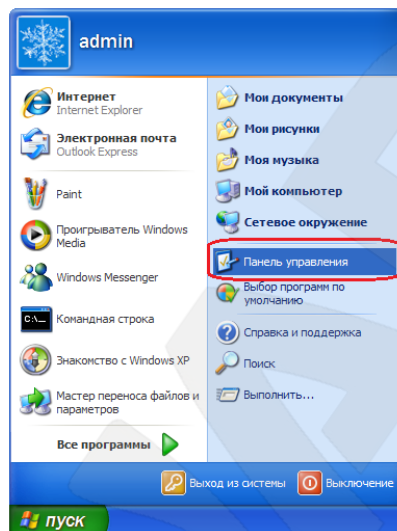 admin
Интернет
Internet Explorer
Электронная почта
Outlook Express
Paint
Проигрыватель Windows
Media
Windows Messenger
C:\_
Командная строка
Знакомство с Windows XP
Мастер переноса файлов и
параметров
Все программы
Мои документы
Мои рисунки
Моя музыка
Мой компьютер
Сетевое окружение
Панель управления
Выбор программ по
умолчанию
Справка и поддержка
Поиск
Выполнить...
Выход из системы
Выключение
пуск